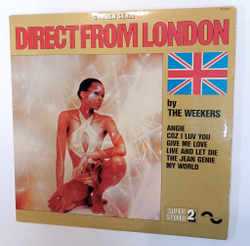 DIRECT FROM LONDON
by
THE WEEKERS
ANGIE
COZ I LUV YOU
GIVE ME LOVE
LIVE AND LET DIE
THE JEAN GENIE
MY WORLD
SUPER
STEREO 2